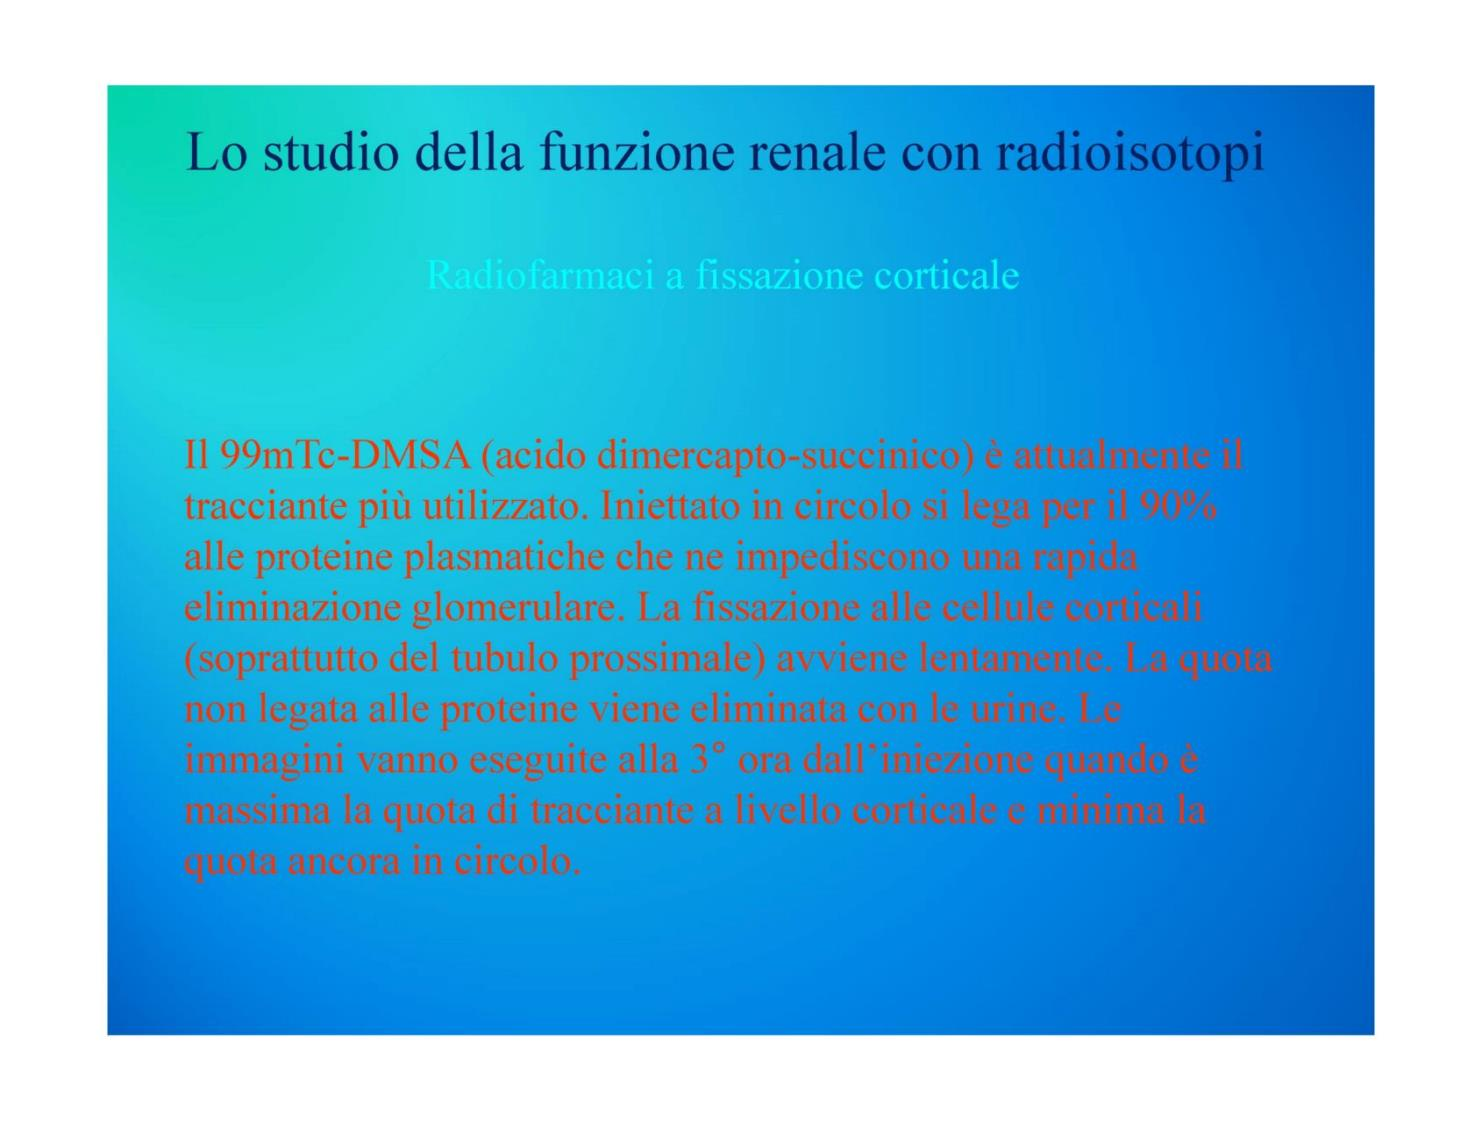 Lo studio della funzione renale con radioisotopi
Radiofarmaci a fissazione corticale
Il 99mTc-DMSA (acido dimercapto-succinico) è attualmente il
tracciante più utilizzato. Iniettato in circolo si lega per il 90%
alle proteine plasmatiche che ne impediscono una rapida
eliminazione glomerulare. La fissazione alle cellule corticali
(soprattutto del tubulo prossimale) avviene lentamente. La quota
non legata alle proteine viene eliminata con le urine. Le
immagini vanno eseguite alla 3° ora dall’iniezione quando è
massima la quota di tracciante a livello corticale e minima la
quota ancora in circolo.